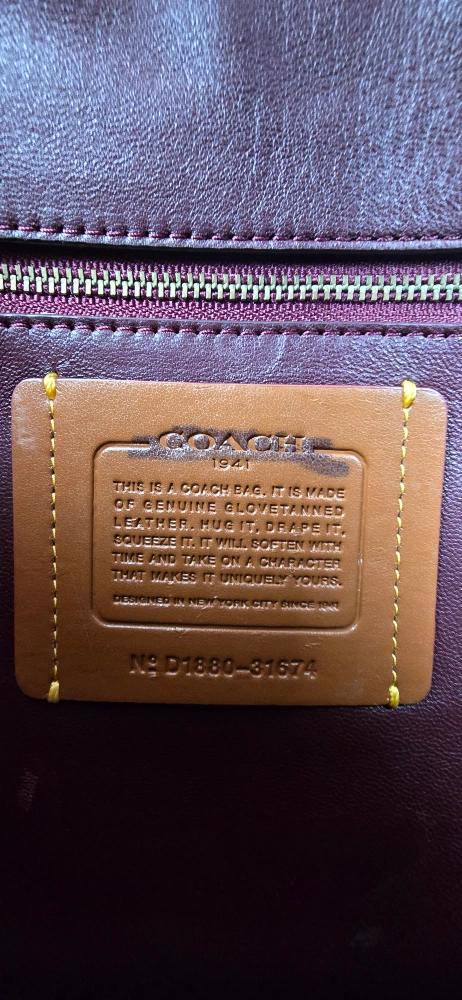 COACH
1941
THIS IS A COACH BAG. IT IS MADE
OF GENUINE GLOVETANNED
LEATHER. HUG IT, DRAPE IT,
SQUEEZE IT. IT WILL SOFTEN WITH
TIME AND TAKE ON A CHARACTER
THAT MAKES IT UNIQUELY YOURS.
DESIGNED IN NEW YORK CITY SINCE 1941
Nº D1880-31674